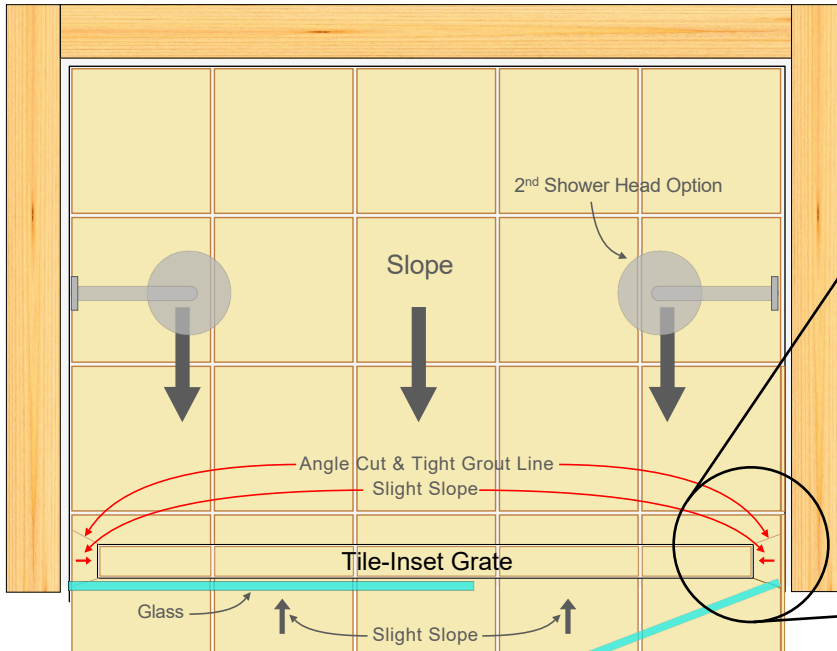 2nd Shower Head Option
Slope
Angle Cut & Tight Grout Line
Slight Slope
Tile-Inset Grate
Glass
Slight Slope